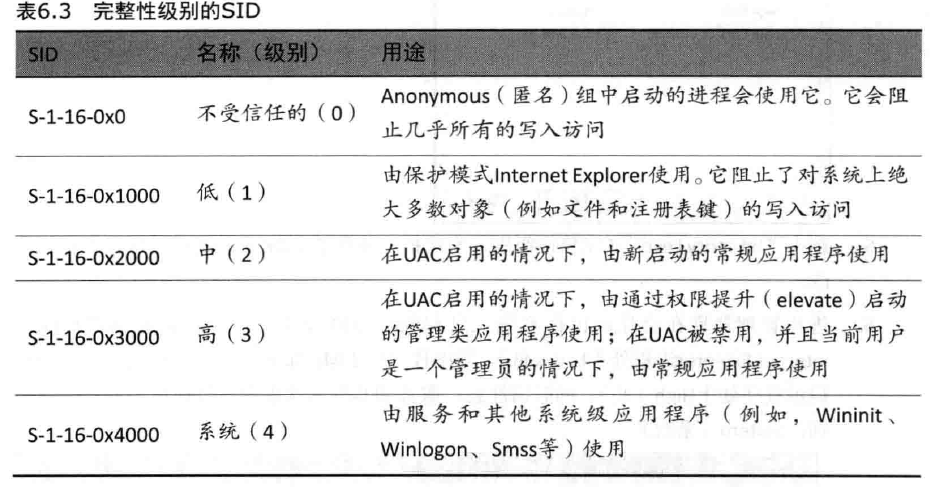 表6.3 完整性级别的SID
SID 名称（级别） 用途
S-1-16-0x0 不受信任的（0） Anonymous（匿名）组中启动的进程会使用它。它会阻
止几乎所有的写入访问
S-1-16-0x1000 低（1） 由保护模式Internet Explorer使用。它阻止了对系统上绝
大多数对象（例如文件和注册表键）的写入访问
S-1-16-0x2000 中（2） 在UAC启用的情况下，由新启动的常规应用程序使用
S-1-16-0x3000 高（3） 在UAC启用的情况下，由通过权限提升（elevate）启动
的管理类应用程序使用；在UAC被禁用，并且当前用户
是一个管理员的情况下，由常规应用程序使用
S-1-16-0x4000 系统（4） 由服务和其他系统级应用程序（例如，Wininit、
Winlogon、Smss等）使用